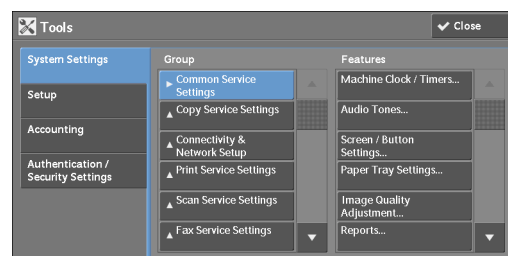 Tools
Close
System Settings
Setup
Accounting
Authentication /
Security Settings
Group
Common Service
Settings
Copy Service Settings
Connectivity &
Network Setup
Print Service Settings
Scan Service Settings
Fax Service Settings
Features
Machine Clock / Timers...
Audio Tones...
Screen / Button
Settings...
Paper Tray Settings...
Image Quality
Adjustment...
Reports...